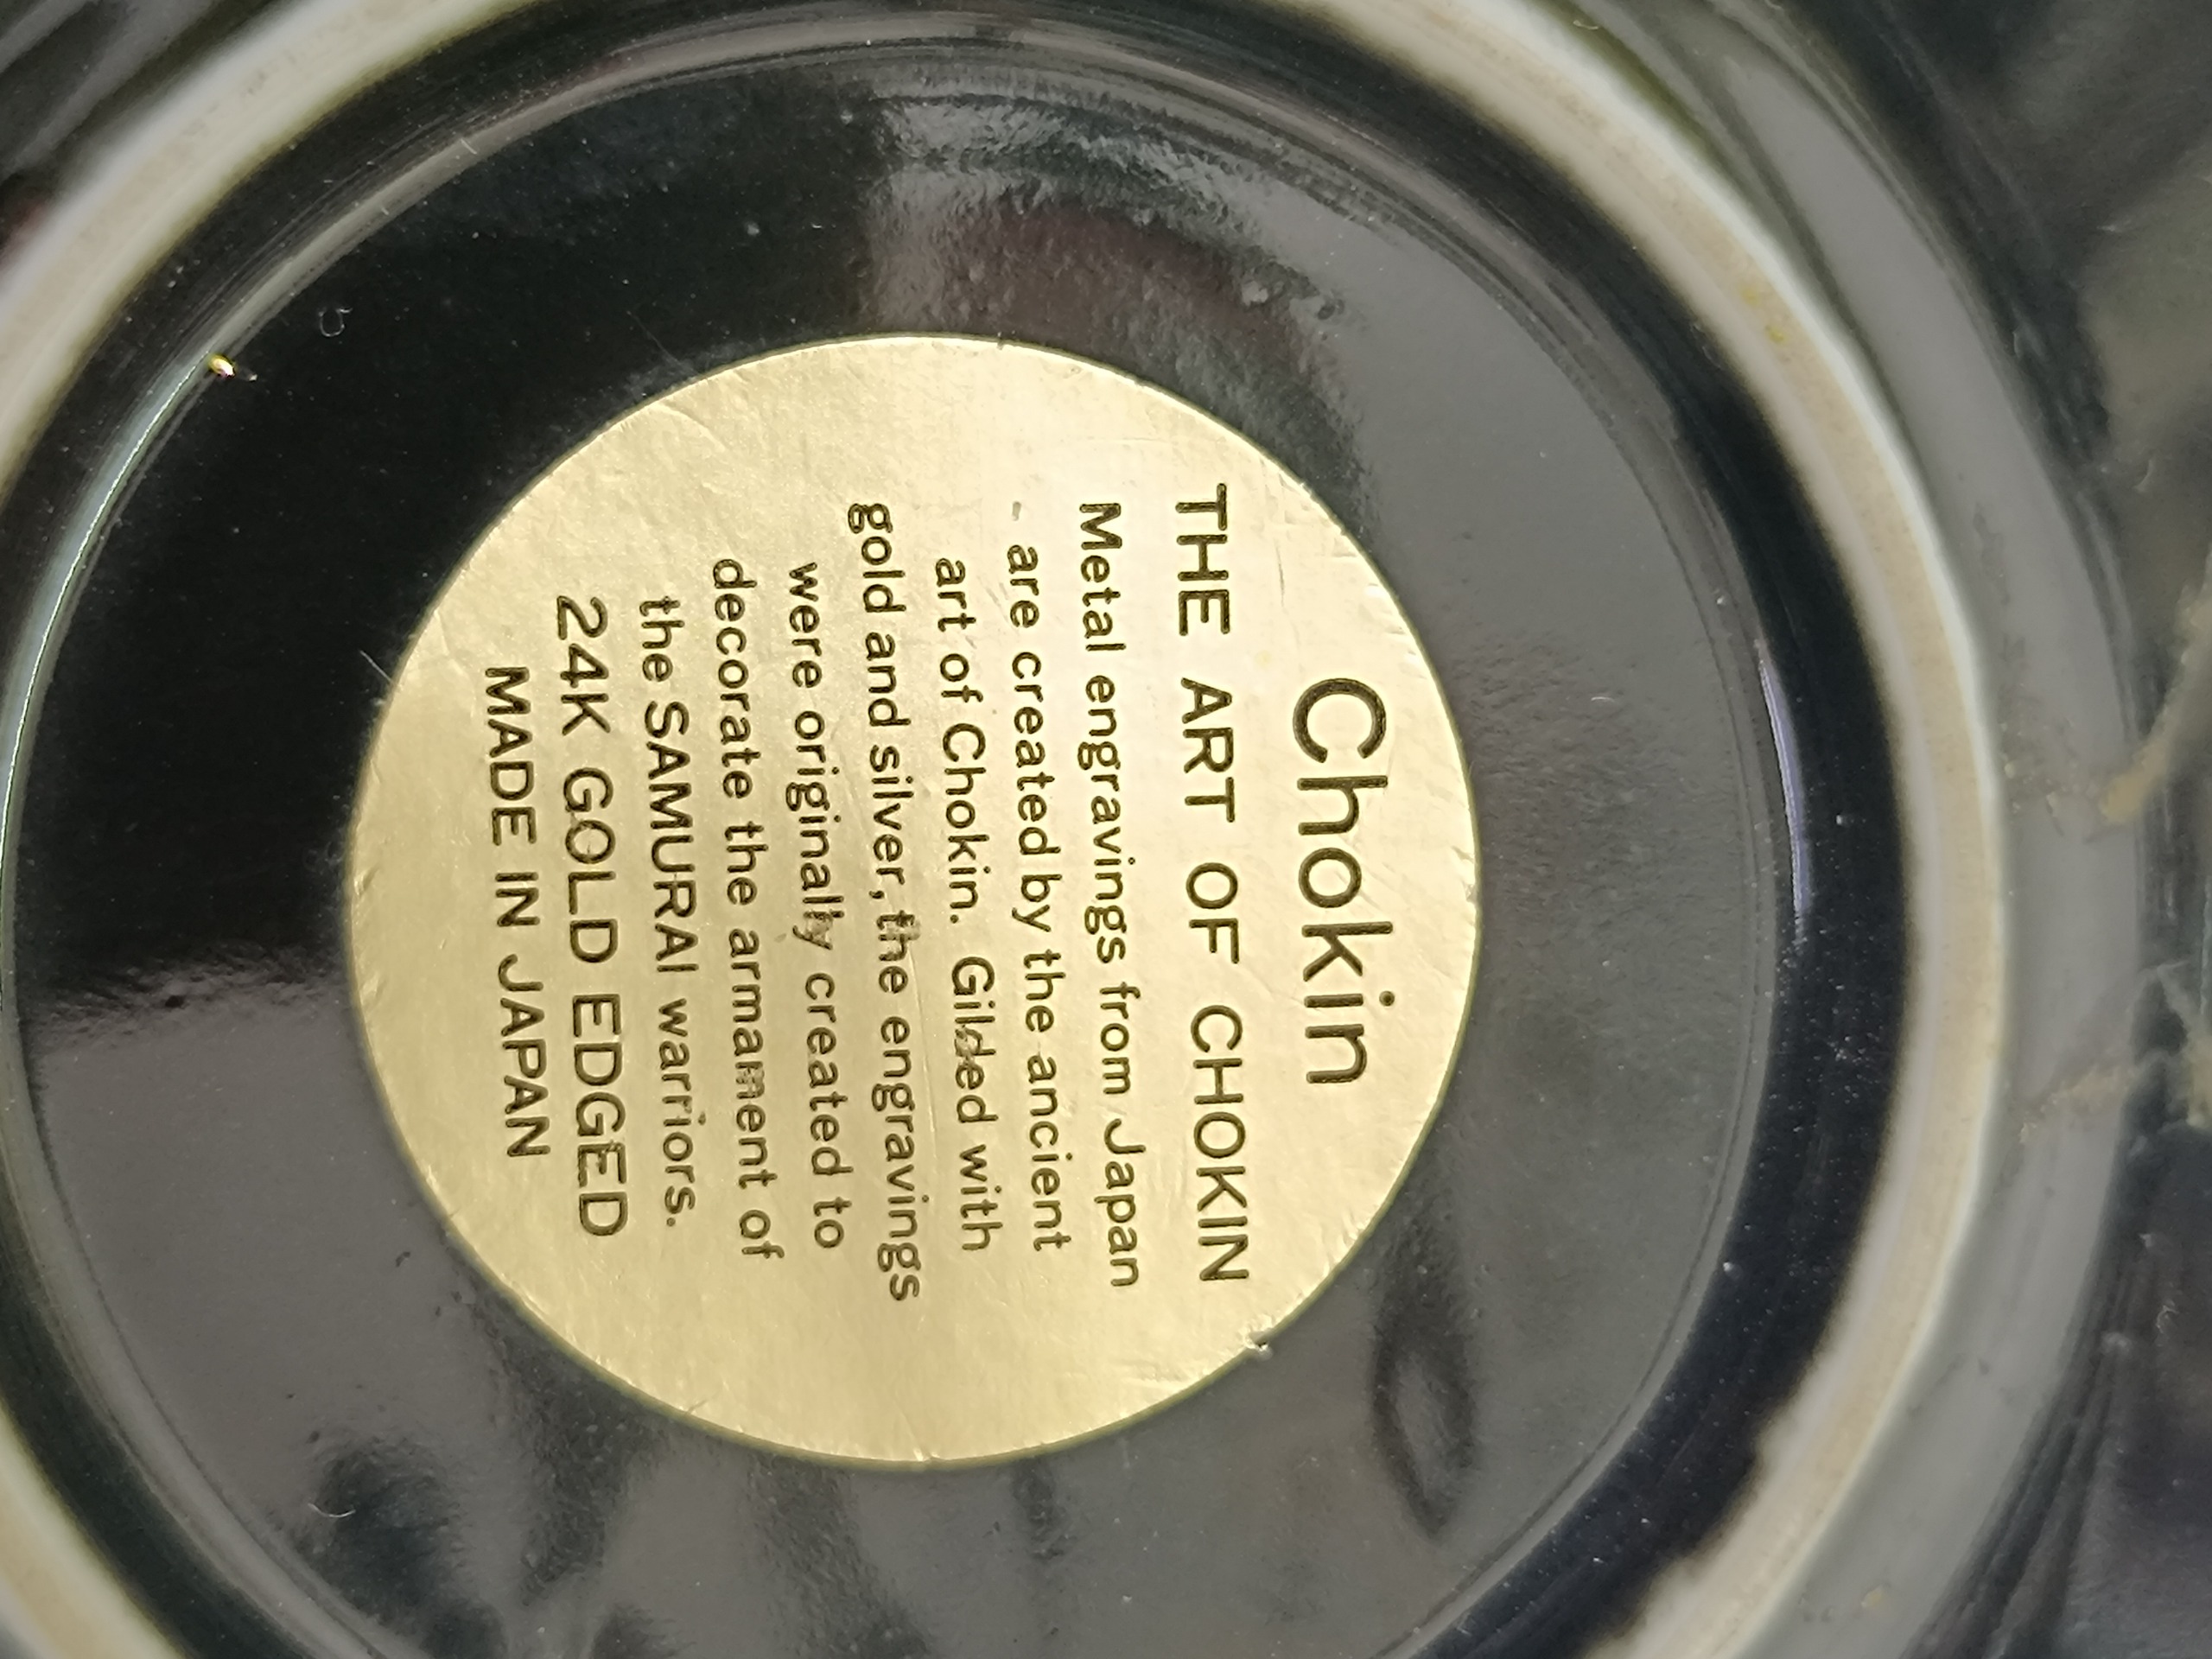 Chokin
THE ART OF CHOKIN
Metal engravings from Japan
- are created by the ancient
art of Chokin. Gilded with
gold and silver, the engravings
were originally created to
decorate the armament of
the SAMURAI warriors.
24K GOLD EDGED
MADE IN JAPAN